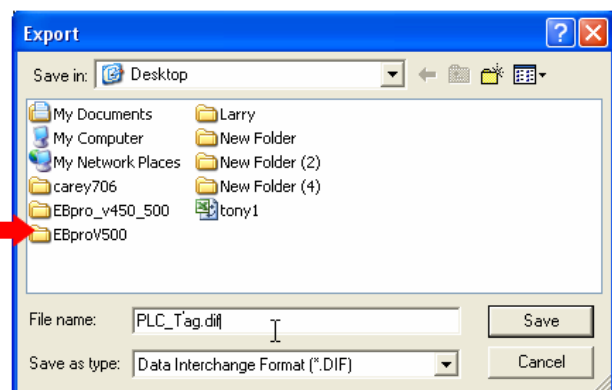 Export
Save in: Desktop
My Documents
My Computer
My Network Places
carey706
EBpro_v450_500
EBproV500
Larry
New Folder
New Folder (2)
New Folder (4)
tony1
File name: PLC_Tag.dif Save
Save as type: Data Interchange Format (*.DIF) Cancel